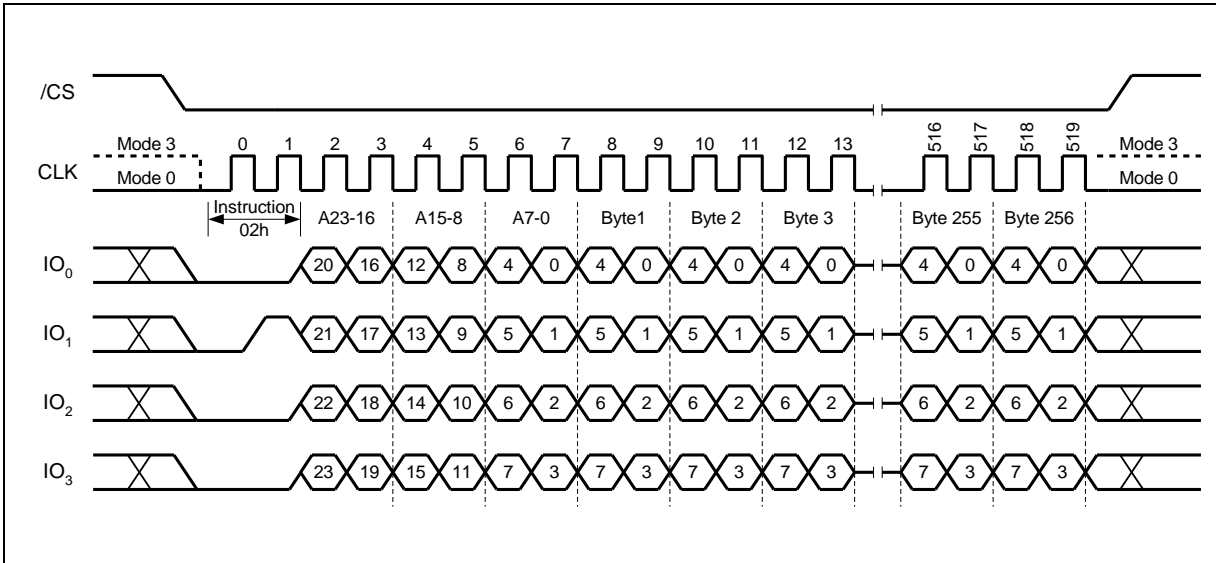 /CS
Mode 3 0 1 2 3 4 5 6 7 8 9 10 11 12 13 516 517 518 519 Mode 3
CLK
Mode 0 Mode 0
Instruction A23-16 A15-8 A7-0 Byte1 Byte 2 Byte 3 Byte 255 Byte 256
02h
IO0 20 16 12 8 4 0 4 0 4 0 4 0 4 0 4 0
IO1 21 17 13 9 5 1 5 1 5 1 5 1 5 1 5 1
IO2 22 18 14 10 6 2 6 2 6 2 6 2 6 2 6 2
IO3 23 19 15 11 7 3 7 3 7 3 7 3 7 3 7 3